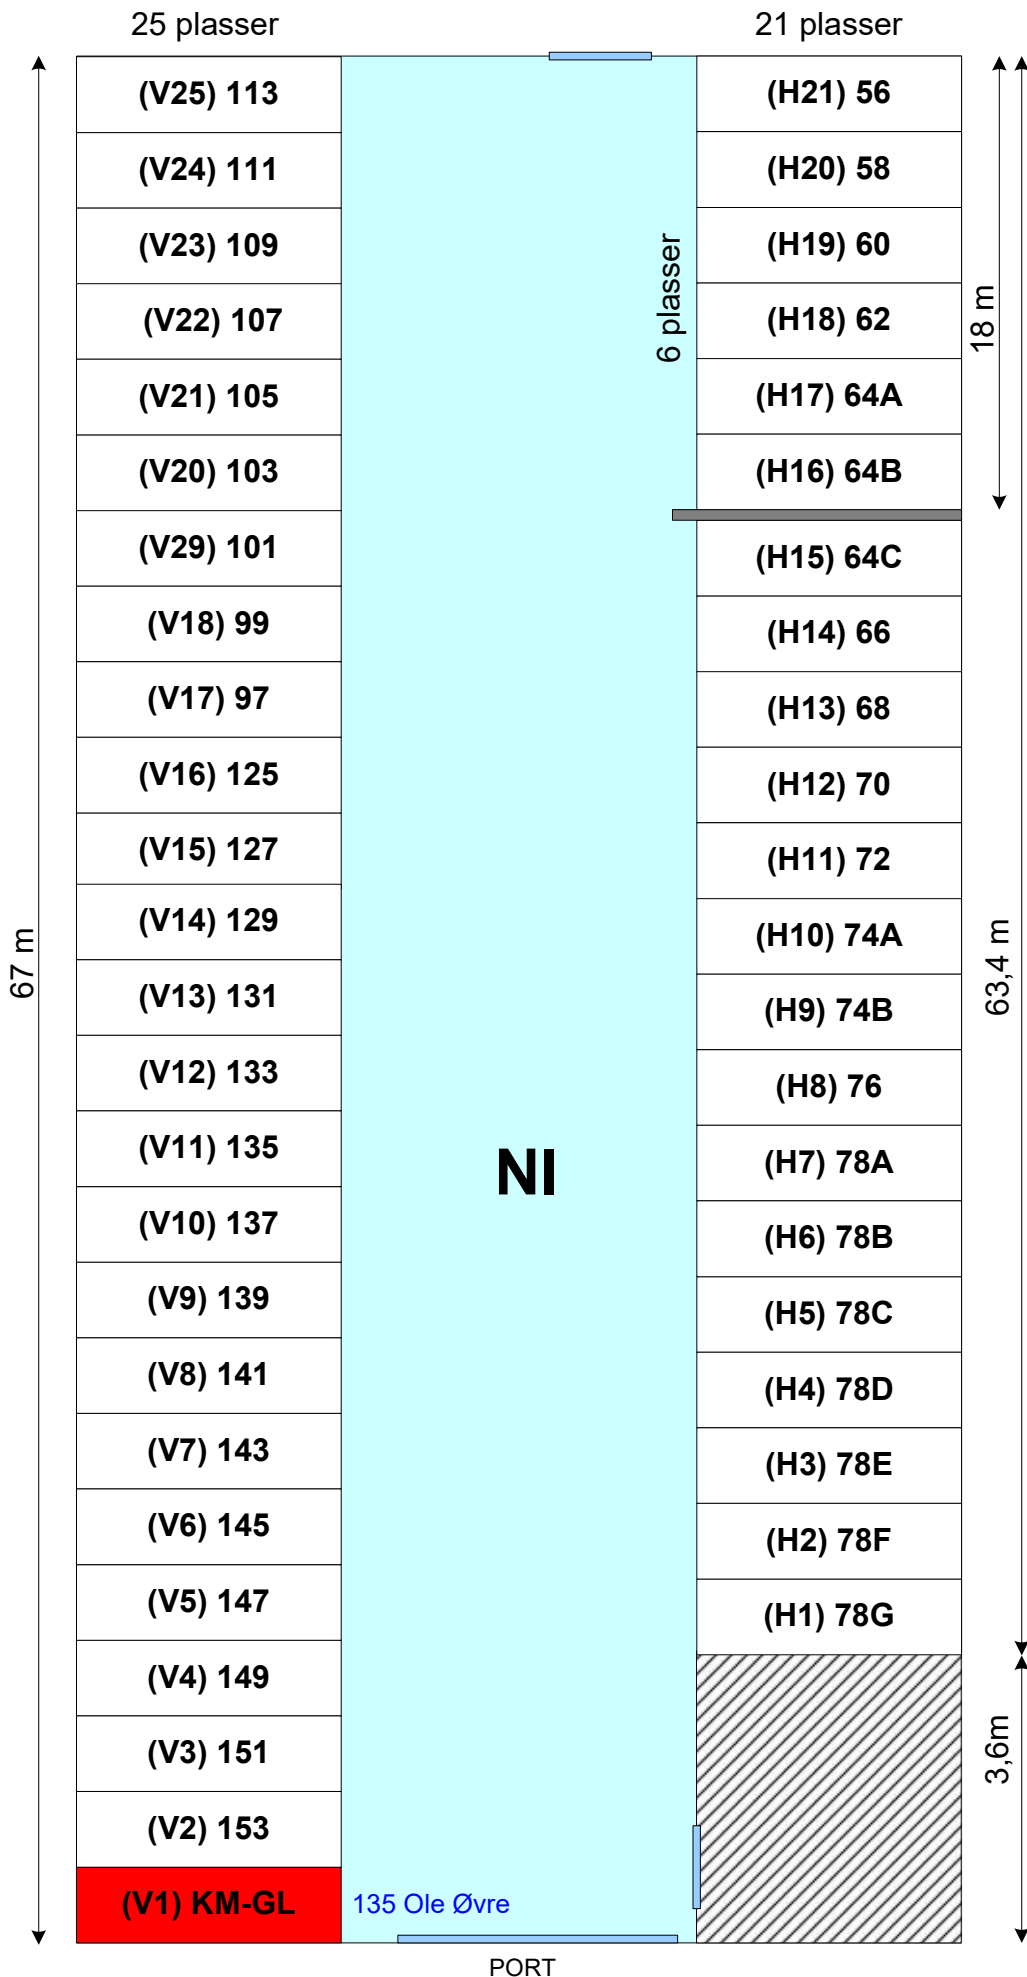 25 plasser
21 plasser
(V25) 113
(V24) 111
(V23) 109
(V22) 107
(V21) 105
(V20) 103
(V29) 101
(V18) 99
(V17) 97
(V16) 125
(V15) 127
(V14) 129
(V13) 131
(V12) 133
(V11) 135
(V10) 137
(V9) 139
(V8) 141
(V7) 143
(V6) 145
(V5) 147
(V4) 149
(V3) 151
(V2) 153
(V1) KM-GL
67 m
6 plasser
NI
135 Ole Øvre
PORT
(H21) 56
(H20) 58
(H19) 60
(H18) 62
(H17) 64A
(H16) 64B
(H15) 64C
(H14) 66
(H13) 68
(H12) 70
(H11) 72
(H10) 74A
(H9) 74B
(H8) 76
(H7) 78A
(H6) 78B
(H5) 78C
(H4) 78D
(H3) 78E
(H2) 78F
(H1) 78G
18 m
63,4 m
3,6m